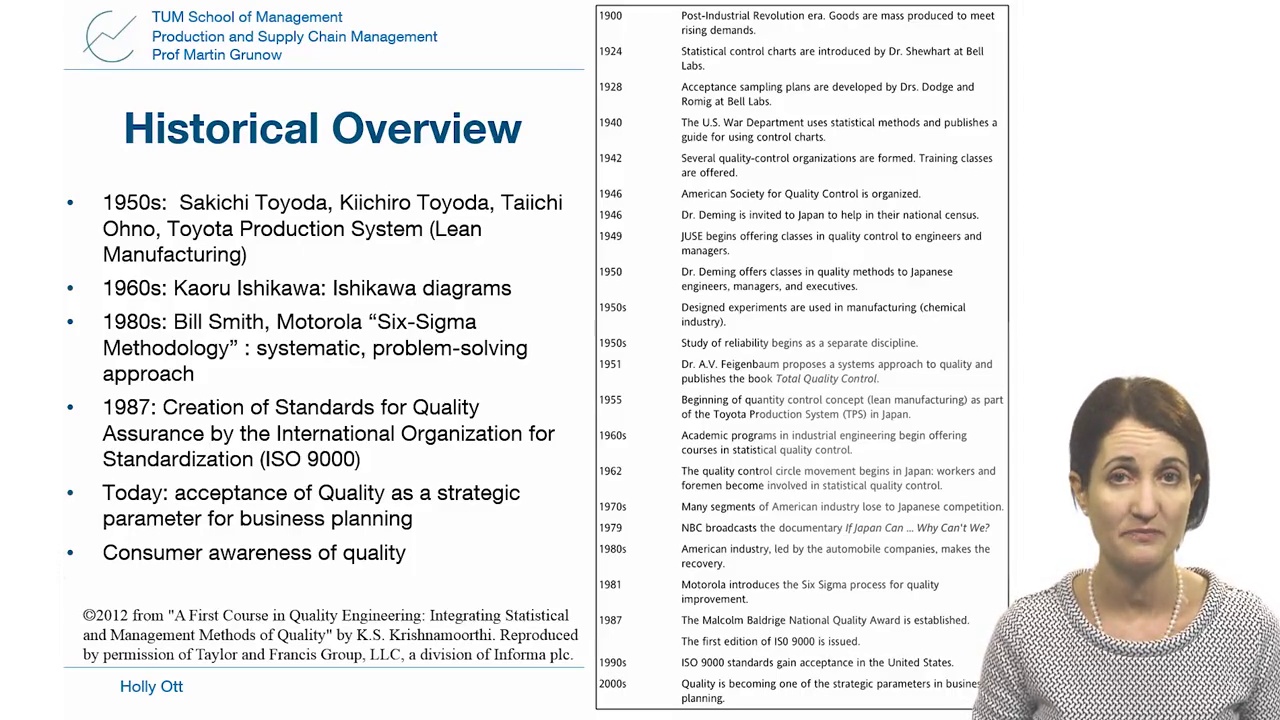 TUM School of Management
Production and Supply Chain Management
Prof Martin Grunow
Historical Overview
• 1950s: Sakichi Toyoda, Kiichiro Toyoda, Taiichi
Ohno, Toyota Production System (Lean
Manufacturing)
• 1960s: Kaoru Ishikawa: Ishikawa diagrams
• 1980s: Bill Smith, Motorola “Six-Sigma
Methodology” : systematic, problem-solving
approach
• 1987: Creation of Standards for Quality
Assurance by the International Organization for
Standardization (ISO 9000)
• Today: acceptance of Quality as a strategic
parameter for business planning
• Consumer awareness of quality
©2012 from "A First Course in Quality Engineering: Integrating Statistical
and Management Methods of Quality" by K.S. Krishnamoorthi. Reproduced
by permission of Taylor and Francis Group, LLC, a division of Informa plc.
Holly Ott
1900 Post-Industrial Revolution era. Goods are mass produced to meet
rising demands.
1924 Statistical control charts are introduced by Dr. Shewhart at Bell
Labs.
1928 Acceptance sampling plans are developed by Drs. Dodge and
Romig at Bell Labs.
1940 The U.S. War Department uses statistical methods and publishes a
guide for using control charts.
1942 Several quality-control organizations are formed. Training classes
are offered.
1946 American Society for Quality Control is organized.
1946 Dr. Deming is invited to Japan to help in their national census.
1949 JUSE begins offering classes in quality control to engineers and
managers.
1950 Dr. Deming offers classes in quality methods to Japanese
engineers, managers, and executives.
1950s Designed experiments are used in manufacturing (chemical
industry).
1950s Study of reliability begins as a separate discipline.
1951 Dr. A.V. Feigenbaum proposes a systems approach to quality and
publishes the book Total Quality Control.
1955 Beginning of quantity control concept (lean manufacturing) as part
of the Toyota Production System (TPS) in Japan.
1960s Academic programs in industrial engineering begin offering
courses in statistical quality control.
1962 The quality control circle movement begins in Japan: workers and
foremen become involved in statistical quality control.
1970s Many segments of American industry lose to Japanese competition.
1979 NBC broadcasts the documentary If Japan Can ... Why Can't We?
1980s American industry, led by the automobile companies, makes the
recovery.
1981 Motorola introduces the Six Sigma process for quality
improvement.
1987 The Malcolm Baldrige National Quality Award is established.
The first edition of ISO 9000 is issued.
1990s ISO 9000 standards gain acceptance in the United States.
2000s Quality is becoming one of the strategic parameters in
planning.